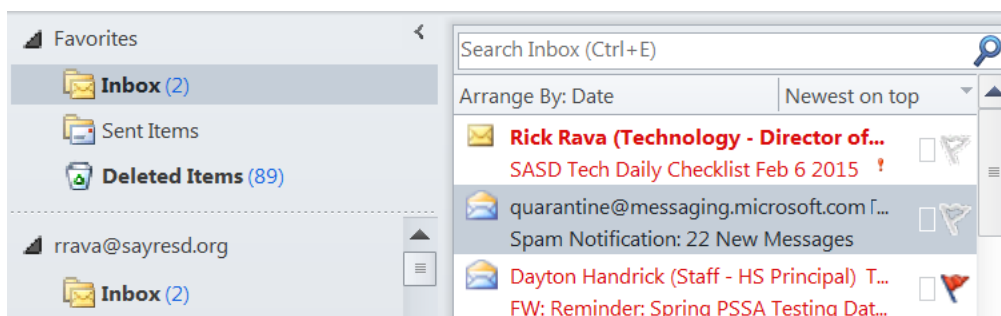 Favorites
Inbox (2)
Sent Items
Deleted Items (89)
rrava@sayresd.org
Inbox (2)
Search Inbox (Ctrl+E)
Arrange By: Date
Newest on top
Rick Rava (Technology - Director of...
SASD Tech Daily Checklist Feb 6 2015
quarantine@messaging.microsoft.com ...
Spam Notification: 22 New Messages
Dayton Handrick (Staff - HS Principal) T...
FW: Reminder: Spring PSSA Testing Dat...